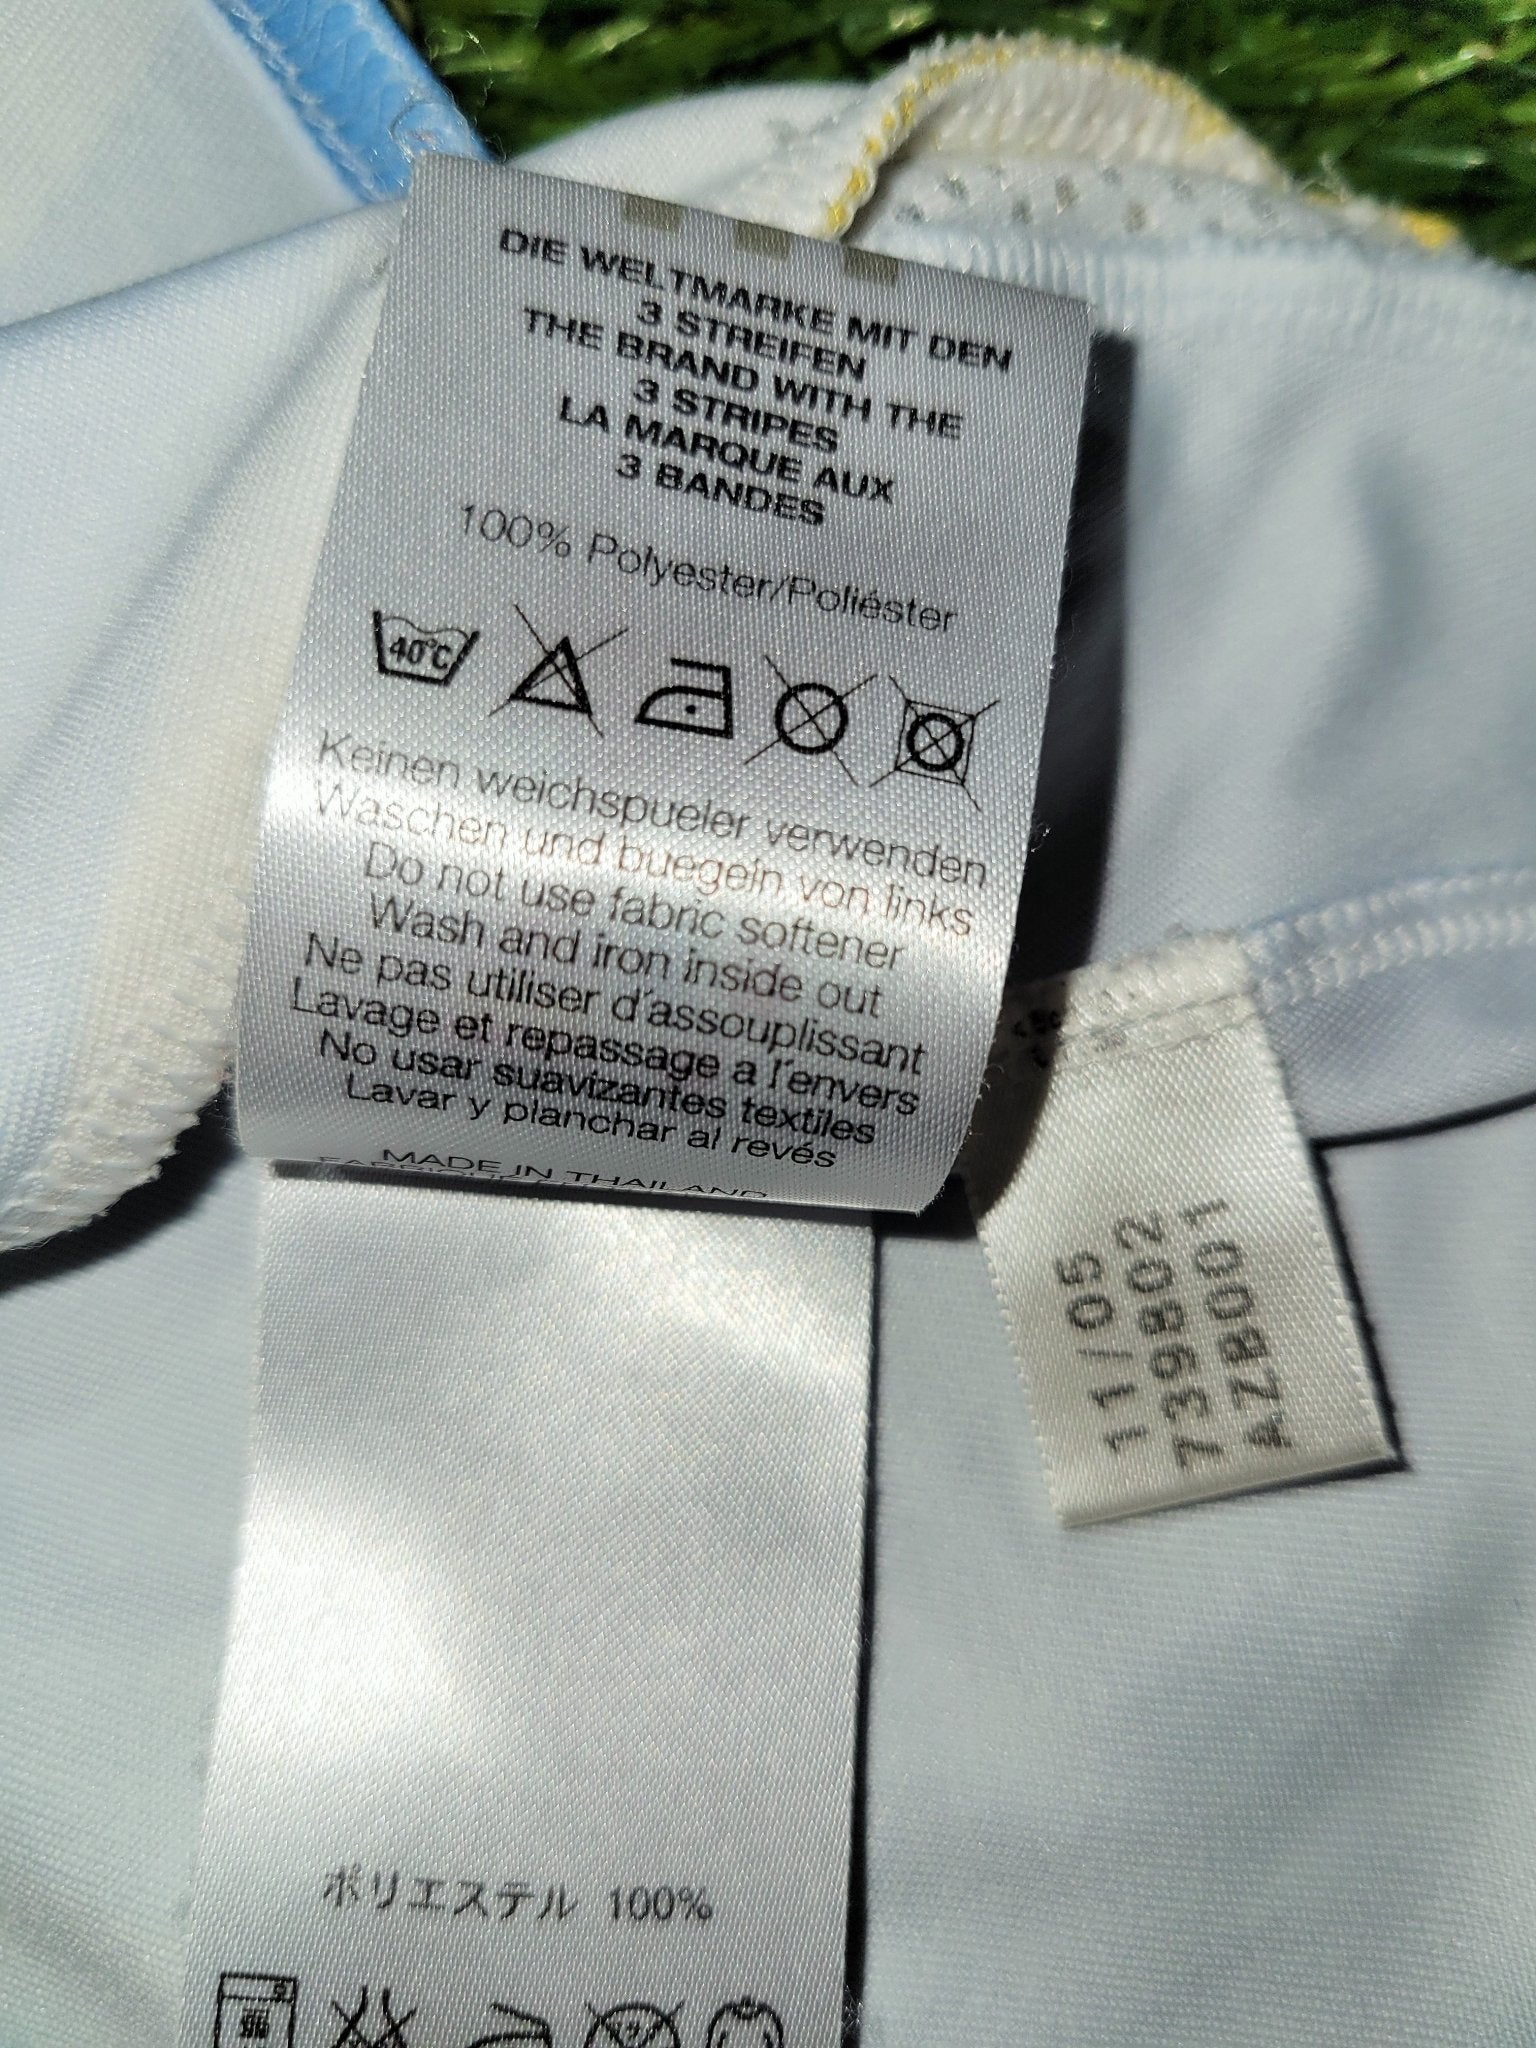 DIE WELTMARKE MIT DEN
3 STREIFEN
THE BRAND WITH THE
3 STRIPES
LA MARQUE AUX
3 BANDES
100% Polyester/Poliéster
40°C
Keinen weichspueler verwenden
Waschen und buegeln von links
Do not use fabric softener
Wash and iron inside out
Ne pas utiliser d'assouplissant
Lavage et repassage a l'envers
No usar suavizantes textiles
Lavar y planchar al revés
MADE IN THAILAND
11/05
739802
AZB001
ポリエステル 100%